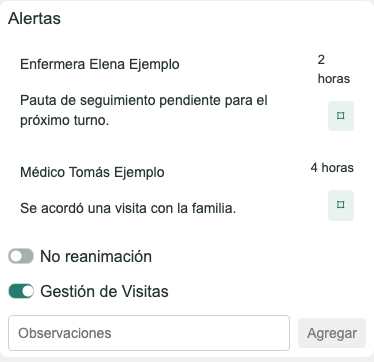 Alertas
Enfermera Elena Ejemplo
2
horas
Pauta de seguimiento pendiente para el
próximo turno.
Médico Tomás Ejemplo
4 horas
Se acordó una visita con la familia.
No reanimación
Gestión de Visitas
Observaciones
Agregar